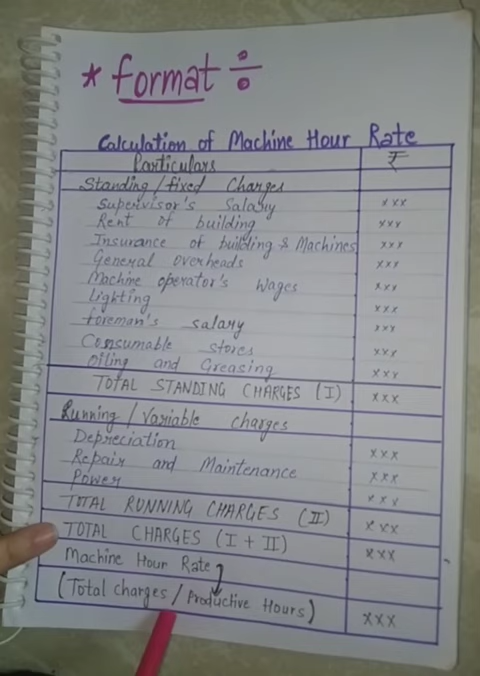 * format ÷
Calculation of Machine Hour Rate
Particulars ₹
Standing/fixed Charges
Supervisor's Salary xxx
Rent of building xxx
Insurance of building & Machines xxx
General overheads xxx
Machine operator's Wages xxx
Lighting xxx
foreman's salary xxx
Consumable stores xxx
Oiling and Greasing xxx
TOTAL STANDING CHARGES (I) xxx
Running / Variable charges
Depreciation xxx
Repair and Maintenance xxx
Power xxx
TOTAL RUNNING CHARGES (II) xxx
TOTAL CHARGES (I + II) xxx
Machine Hour Rate
(Total charges / Productive Hours) xxx